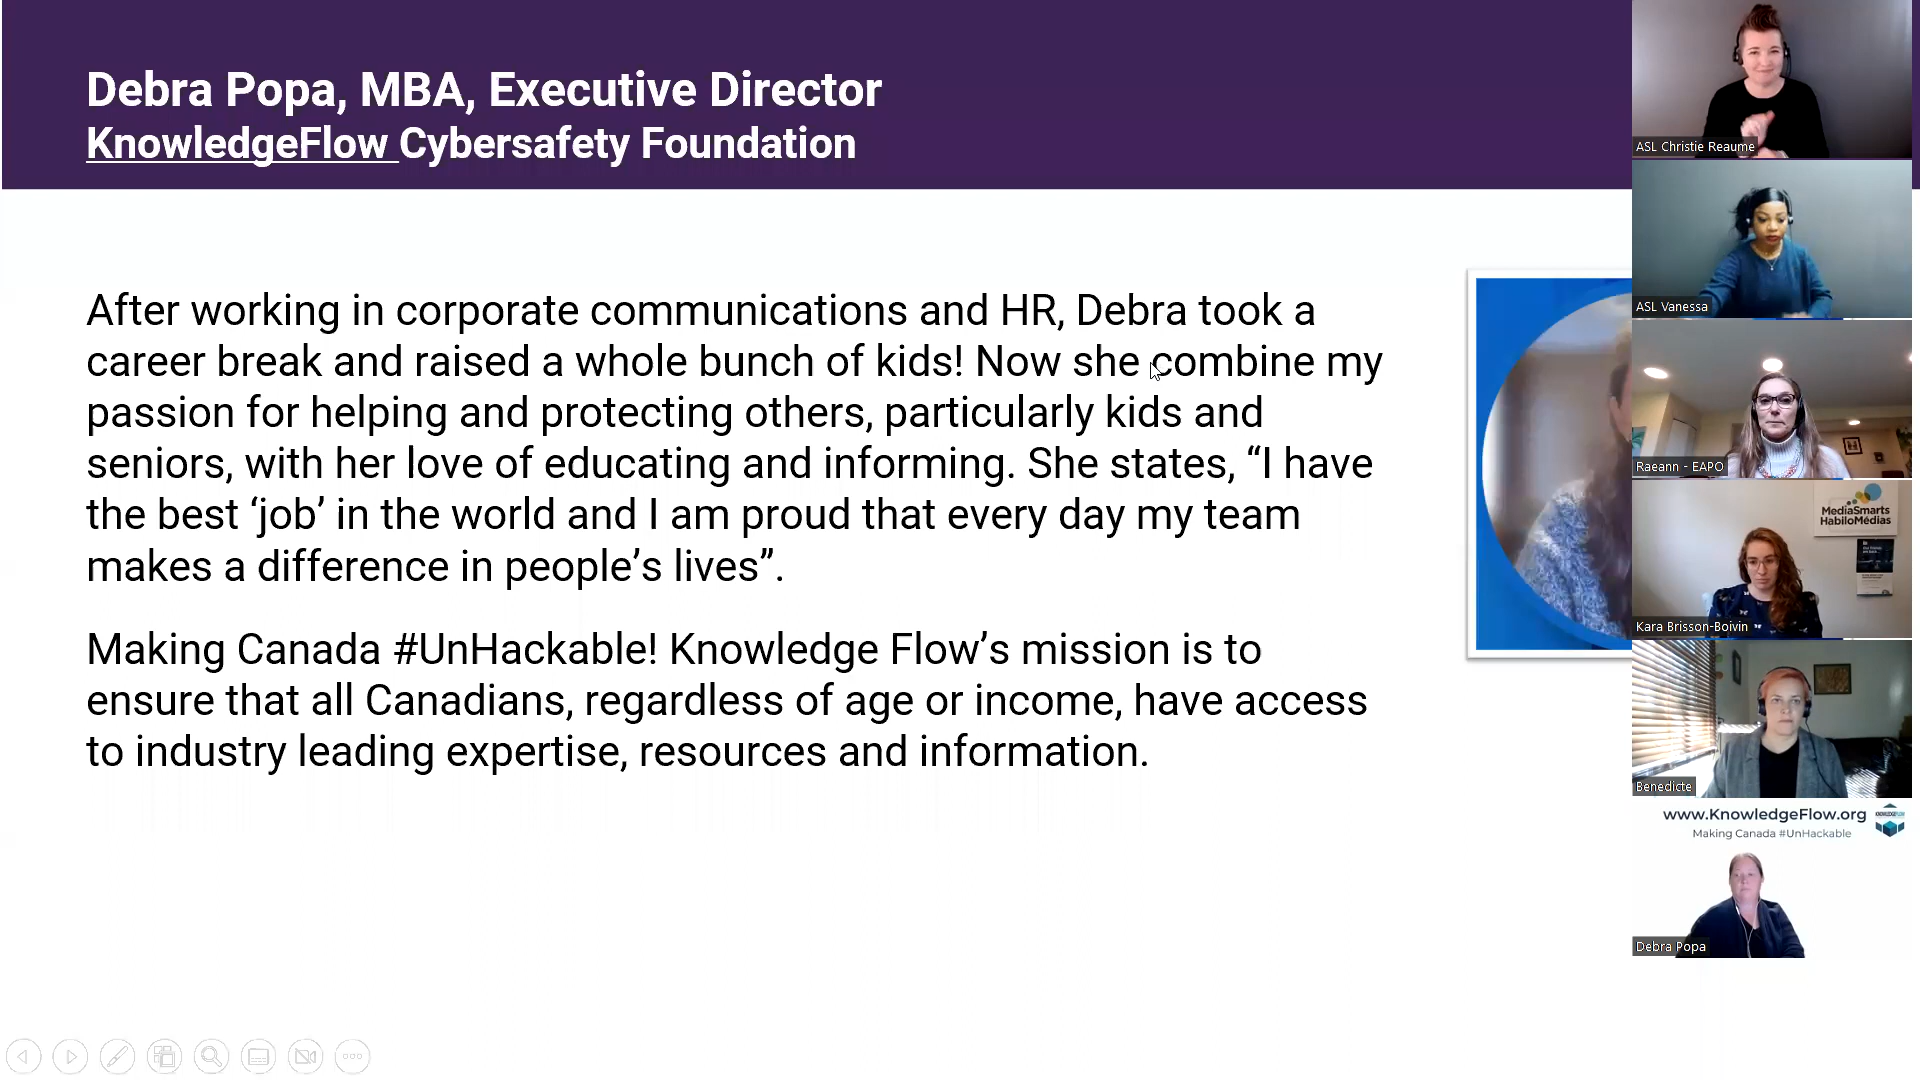 Debra Popa, MBA, Executive Director
KnowledgeFlow Cybersafety Foundation
After working in corporate communications and HR, Debra took a
career break and raised a whole bunch of kids! Now she combine my
passion for helping and protecting others, particularly kids and
seniors, with her love of educating and informing. She states, “I have
the best ‘job’ in the world and I am proud that every day my team
makes a difference in people’s lives”.
Making Canada #UnHackable! Knowledge Flow’s mission is to
ensure that all Canadians, regardless of age or income, have access
to industry leading expertise, resources and information.
ASL Christie Reaume
ASL Vanessa
Raeann - EAPO
MediaSmarts
HabiloMédias
Kara Brisson-Boivin
Benedicte
www.KnowledgeFlow.org
KNOWLEDGEFLOW
Making Canada #UnHackable
Debra Popa